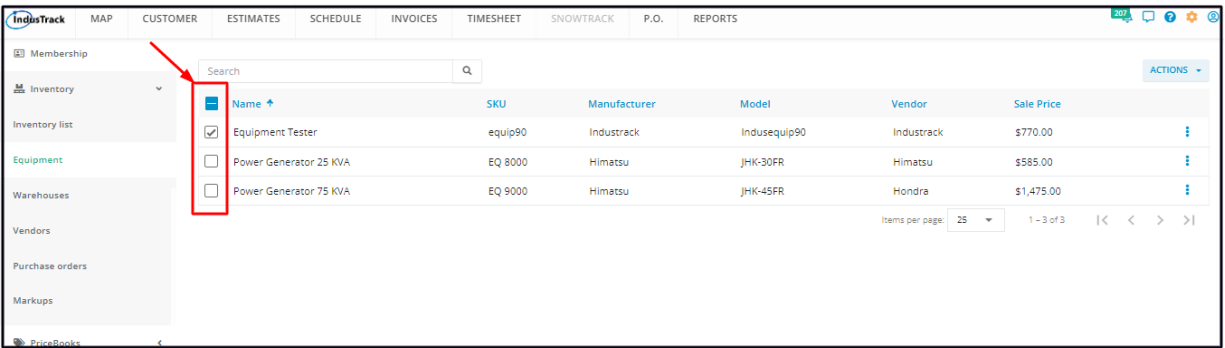 IndusTrack MAP CUSTOMER ESTIMATES SCHEDULE INVOICES TIMESHEET SNOWTRACK P.O. REPORTS 207
Membership
Inventory
Inventory list
Equipment
Warehouses
Vendors
Purchase orders
Markups
PriceBooks
Search ACTIONS
Name SKU Manufacturer Model Vendor Sale Price
Equipment Tester equip90 Industrack Indusequip90 Industrack $770.00
Power Generator 25 KVA EQ 8000 Himatsu JHK-30FR Himatsu $585.00
Power Generator 75 KVA EQ 9000 Himatsu JHK-45FR Hondra $1,475.00
Items per page: 25 1 – 3 of 3